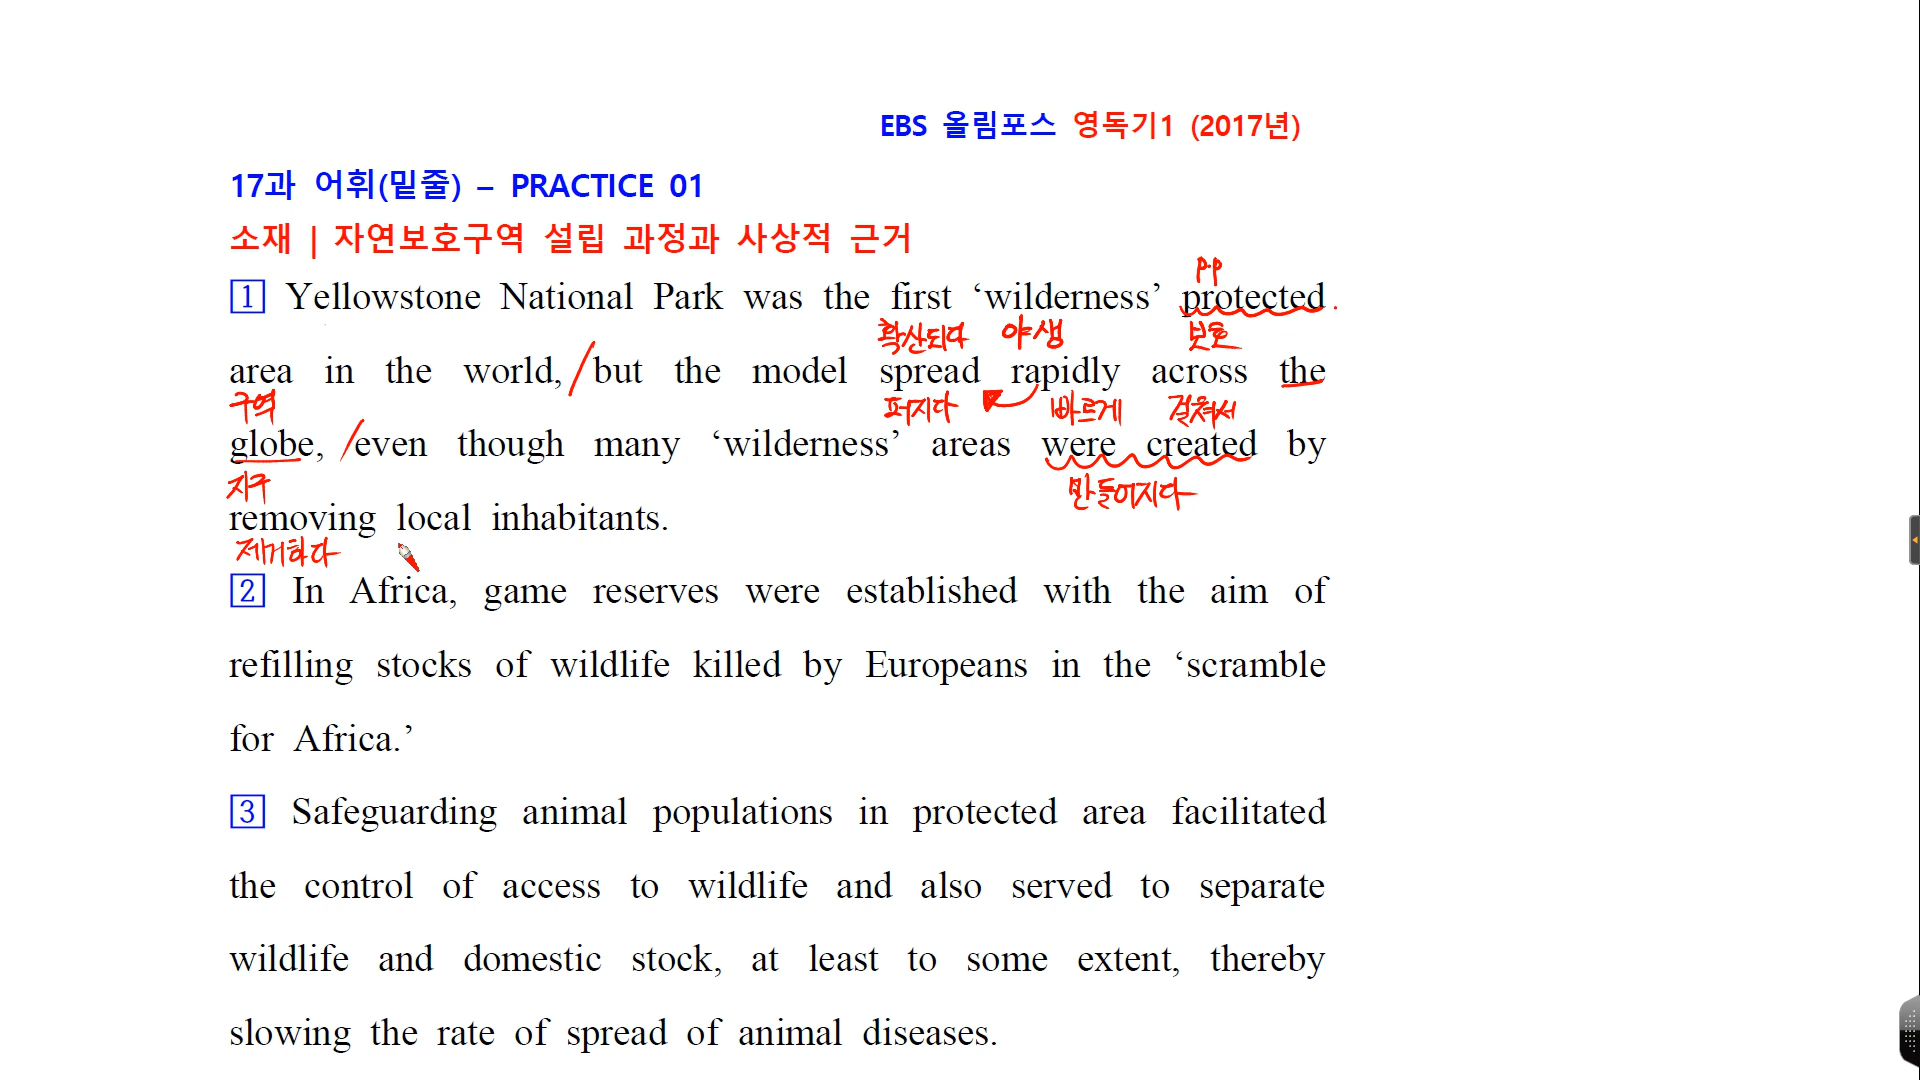 EBS 올림포스 영독기1 (2017년)
17과 어휘(밑줄) – PRACTICE 01
소재 | 자연보호구역 설립 과정과 사상적 근거
p.p
1 Yellowstone National Park was the first ‘wilderness’ protected
확산되다 야생 보호
area in the world, but the model spread rapidly across the
구역 퍼지다 빠르게 걸쳐서
globe, even though many ‘wilderness’ areas were created by
지구 만들어지다
removing local inhabitants.
제거하다
2 In Africa, game reserves were established with the aim of
refilling stocks of wildlife killed by Europeans in the ‘scramble
for Africa.’
3 Safeguarding animal populations in protected area facilitated
the control of access to wildlife and also served to separate
wildlife and domestic stock, at least to some extent, thereby
slowing the rate of spread of animal diseases.